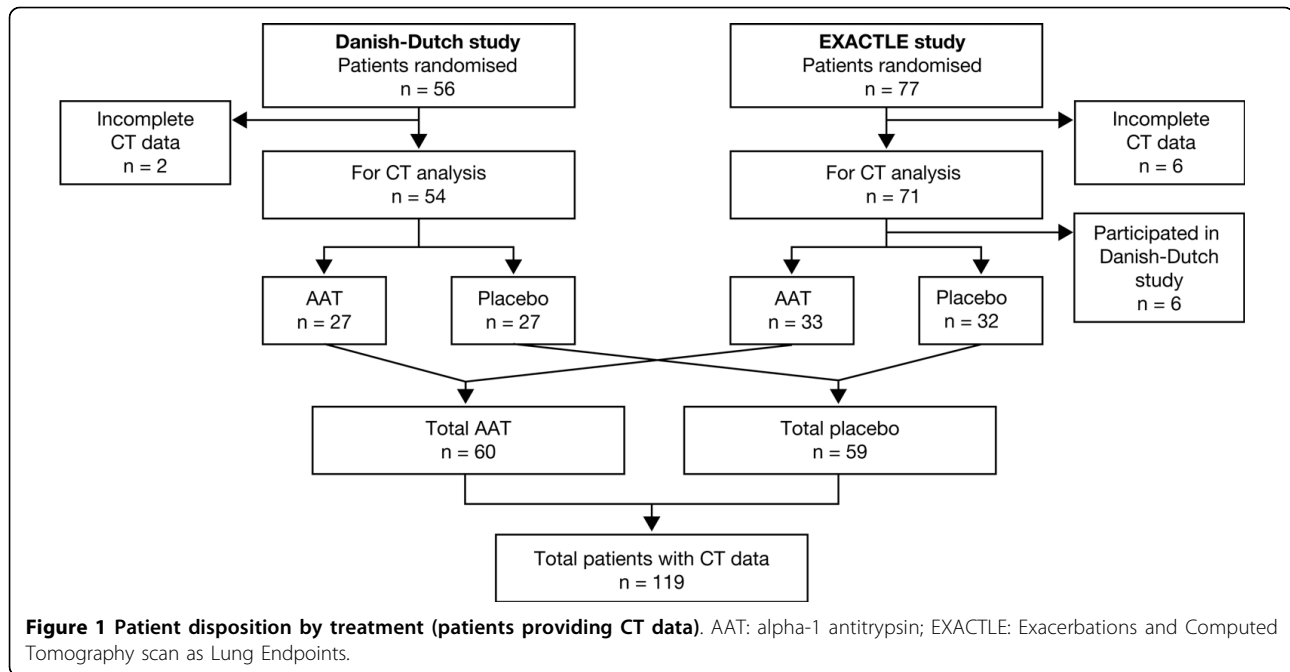 Danish-Dutch study
Patients randomised
n = 56
EXACTLE study
Patients randomised
n = 77
Incomplete
CT data
n = 2
Incomplete
CT data
n = 6
For CT analysis
n = 54
For CT analysis
n = 71
Participated in
Danish-Dutch
study
n = 6
AAT
n = 27
Placebo
n = 27
AAT
n = 33
Placebo
n = 32
Total AAT
n = 60
Total placebo
n = 59
Total patients with CT data
n = 119
Figure 1 Patient disposition by treatment (patients providing CT data). AAT: alpha-1 antitrypsin; EXACTLE: Exacerbations and Computed
Tomography scan as Lung Endpoints.